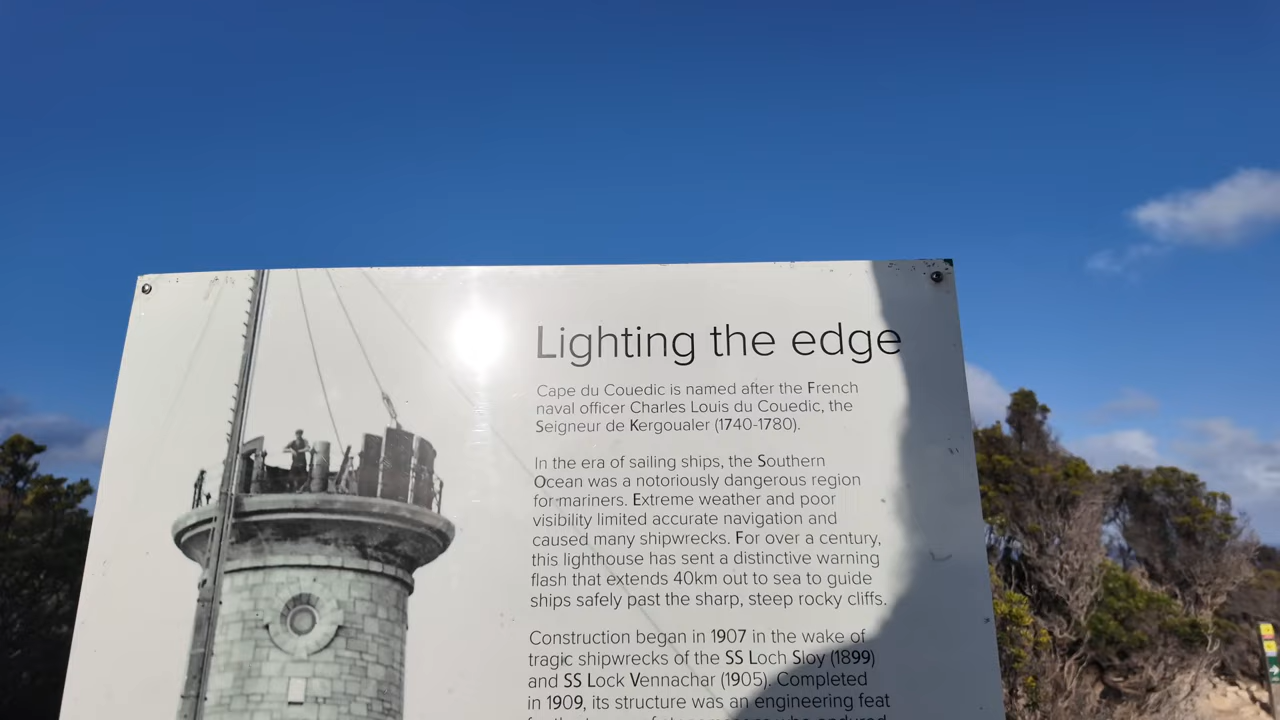 Lighting the edge
Cape du Couedic is named after the French
naval officer Charles Louis du Couedic, the
Seigneur de Kergoualer (1740-1780).
In the era of sailing ships, the Southern
Ocean was a notoriously dangerous region
for mariners. Extreme weather and poor
visibility limited accurate navigation and
caused many shipwrecks. For over a century,
this lighthouse has sent a distinctive warning
flash that extends 40km out to sea to guide
ships safely past the sharp, steep rocky cliffs.
Construction began in 1907 in the wake of
tragic shipwrecks of the SS Loch Sloy (1899)
and SS Lock Vennachar (1905). Completed
in 1909, its structure was an engineering feat